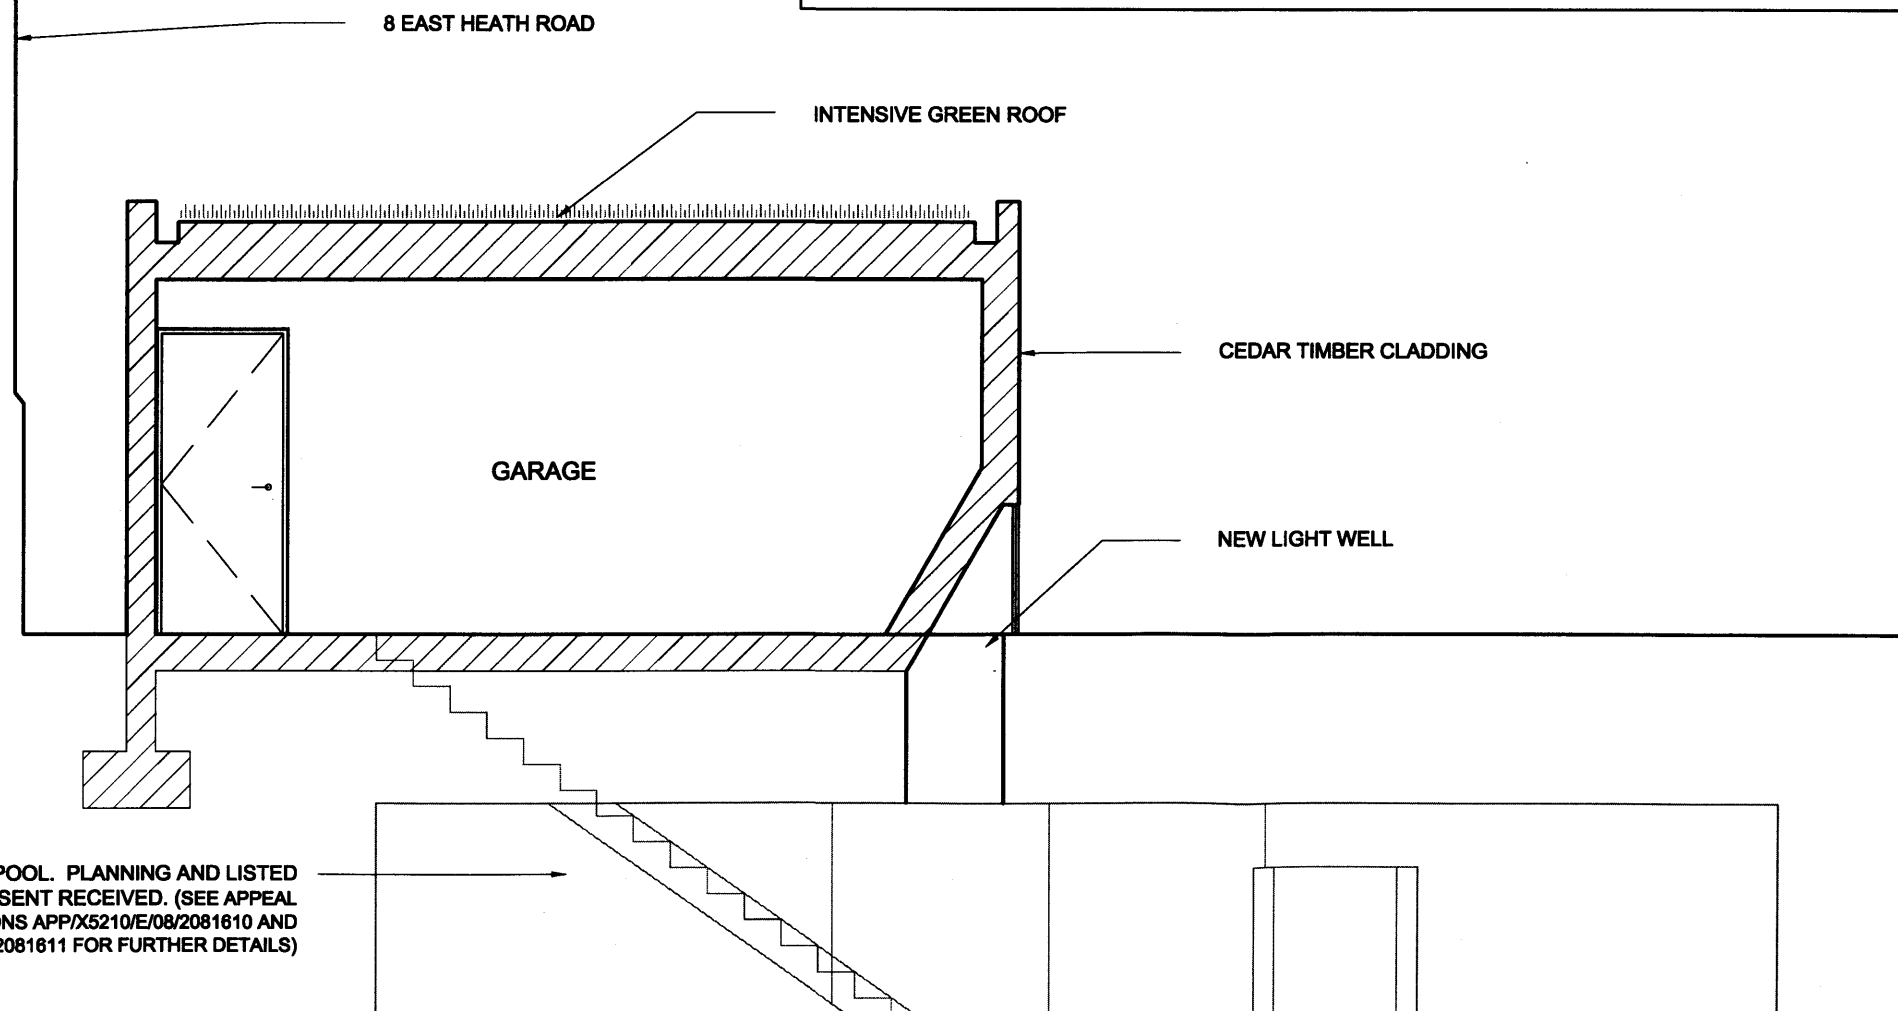 8 EAST HEATH ROAD
INTENSIVE GREEN ROOF
CEDAR TIMBER CLADDING
GARAGE
NEW LIGHT WELL
POOL. PLANNING AND LISTED
SENT RECEIVED. (SEE APPEAL
NS APP/X5210/E/08/2081610 AND
2081611 FOR FURTHER DETAILS)